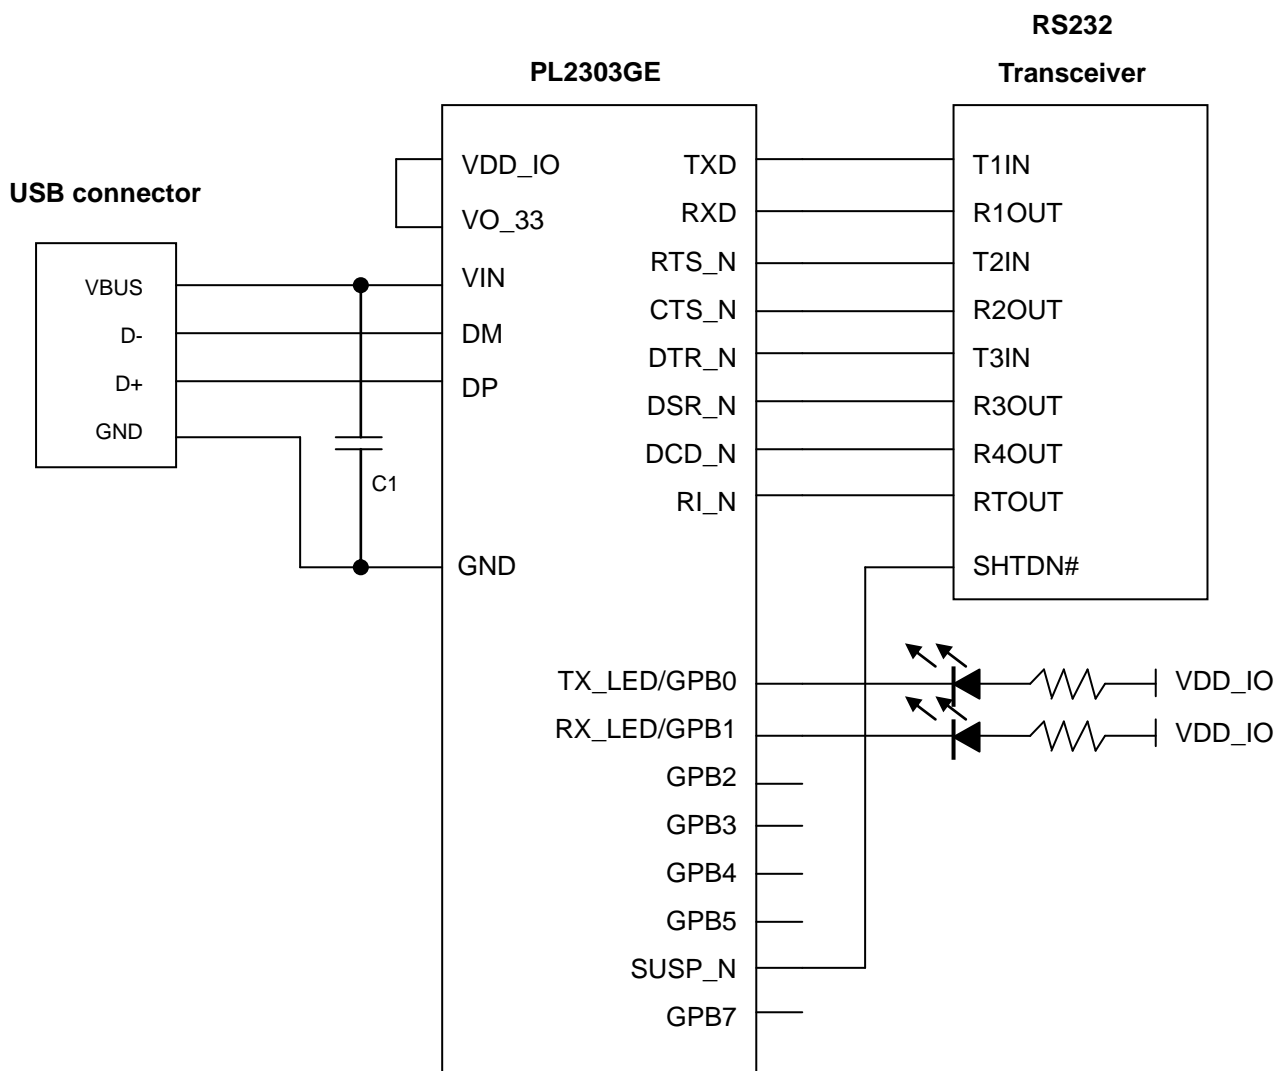 RS232
Transceiver
PL2303GE
USB connector
VBUS
D-
D+
GND
C1
VDD_IO
VO_33
VIN
DM
DP
GND
TXD
RXD
RTS_N
CTS_N
DTR_N
DSR_N
DCD_N
RI_N
TX_LED/GPB0
RX_LED/GPB1
GPB2
GPB3
GPB4
GPB5
SUSP_N
GPB7
T1IN
R1OUT
T2IN
R2OUT
T3IN
R3OUT
R4OUT
RTOUT
SHTDN#
VDD_IO
VDD_IO